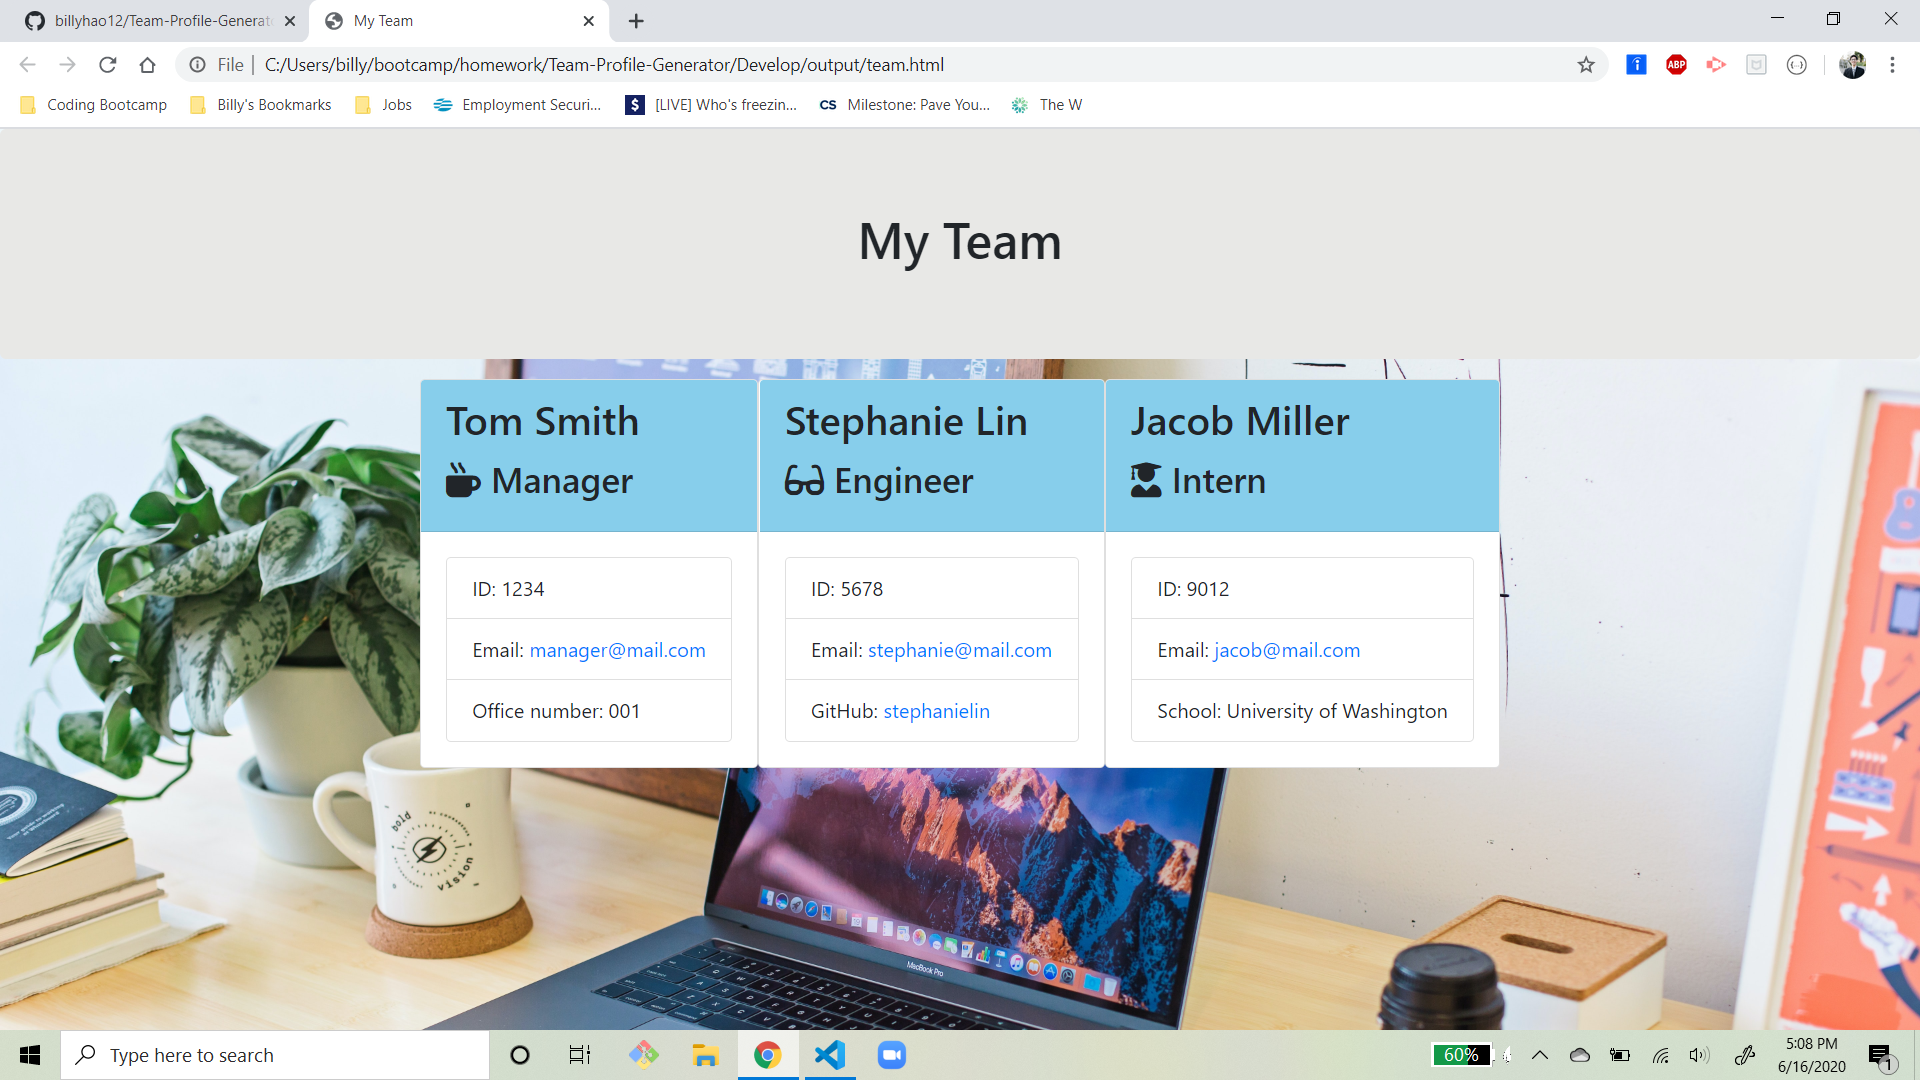 billyhao12/Team-Profile-Generat
My Team
File
C:/Users/billy/bootcamp/homework/Team-Profile-Generator/Develop/output/team.html
ABP
Coding Bootcamp
Billy's Bookmarks
Jobs
Employment Securi...
$
[LIVE] Who's freezin...
CS
Milestone: Pave You...
The W
My Team
Tom Smith
Manager
ID: 1234
Email: manager@mail.com
Office number: 001
Stephanie Lin
Engineer
ID: 5678
Email: stephanie@mail.com
GitHub: stephanielin
Jacob Miller
Intern
ID: 9012
Email: jacob@mail.com
School: University of Washington
bold
vision
MacBook Pro
Type here to search
60%
5:08 PM
6/16/2020
1